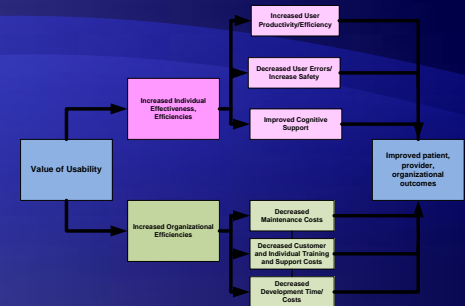 Increased User
Productivity/Efficiency
Decreased User Errors/
Increase Safety
Increased Individual
Effectiveness,
Efficiencies
Improved Cognitive
Support
Value of Usability
Improved patient,
provider,
organizational
outcomes
Increased Organizational
Efficiencies
Decreased
Maintenance Costs
Decreased Customer
and Individual Training
and Support Costs
Decreased
Development Time/
Costs